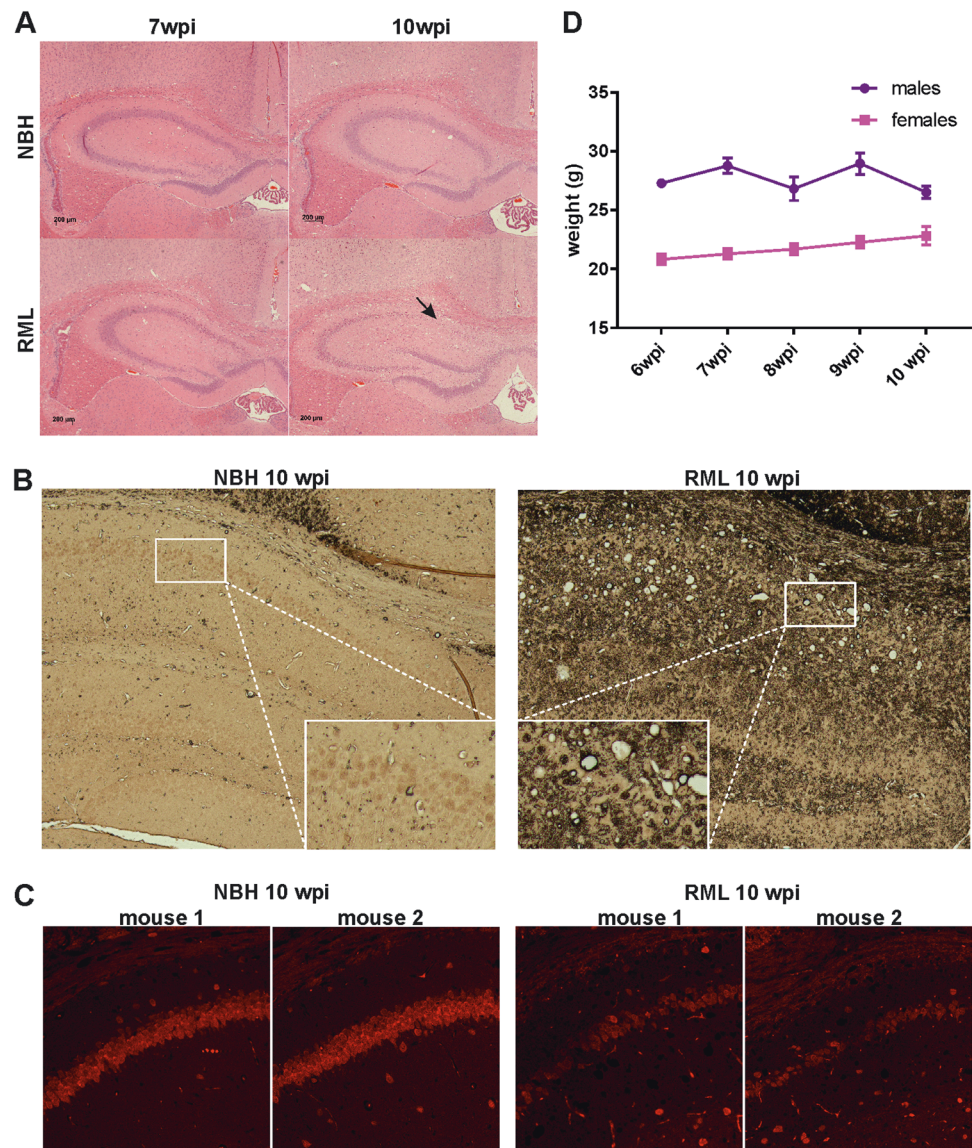 A
7wpi
10wpi
NBH
200 µm
200 µm
RML
200 µm
200 µm
D
males
females
weight (g)
35
30
25
20
15
6wpi
7wpi
8wpi
9wpi
10 wpi
B
NBH 10 wpi
RML 10 wpi
C
NBH 10 wpi
RML 10 wpi
mouse 1
mouse 2
mouse 1
mouse 2